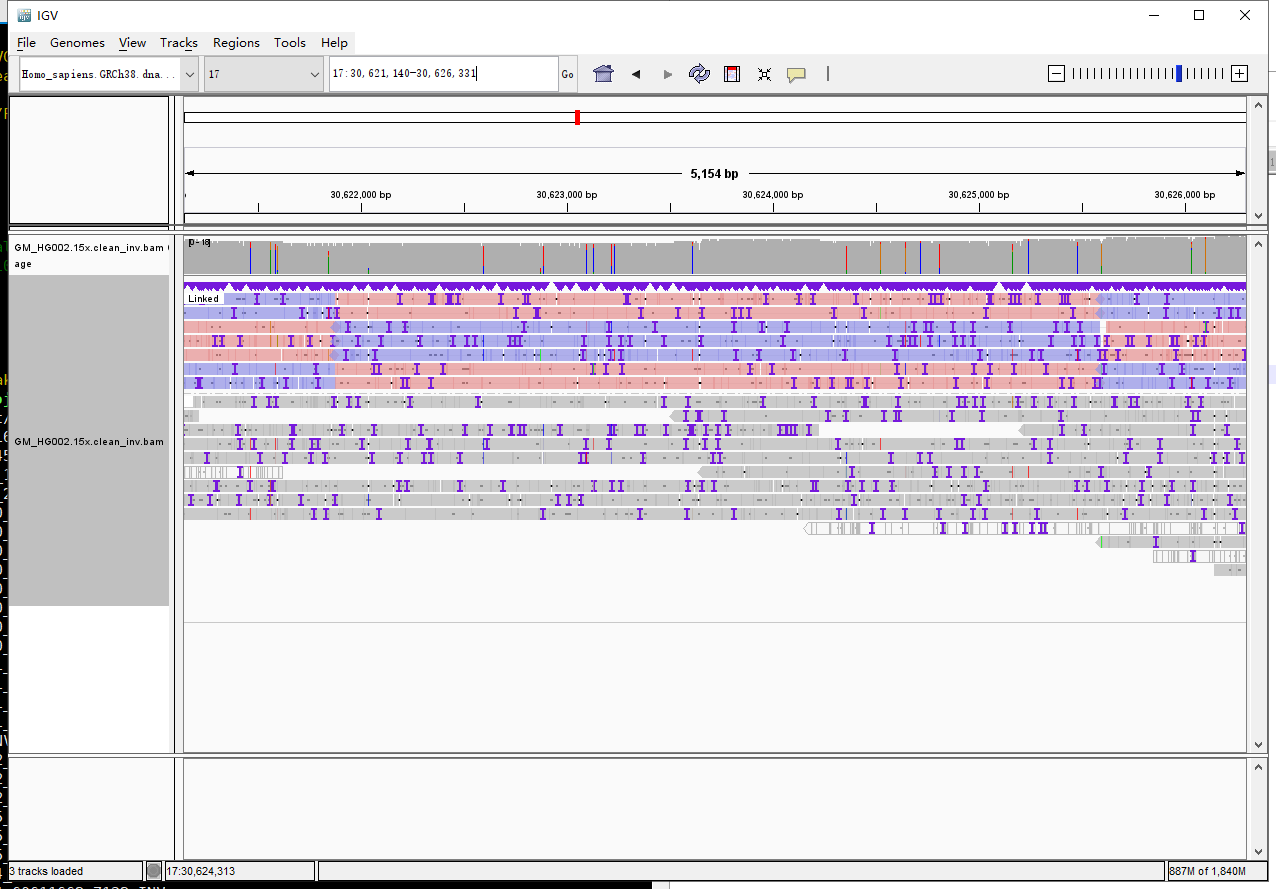 IGV
File Genomes View Tracks Regions Tools Help
Homo_sapiens.GRCh38.dna... 17 17:30,621,140-30,626,331 Go
5,154 bp
30,622,000 bp 30,623,000 bp 30,624,000 bp 30,625,000 bp 30,626,000 bp
GM_HG002.15x.clean_inv.bam
age
[0 - 18]
Linked
GM_HG002.15x.clean_inv.bam
3 tracks loaded 17:30,624,313 887M of 1,840M